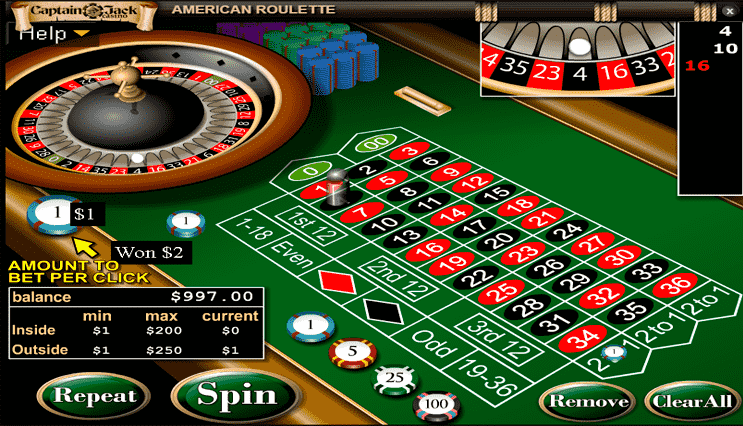 Captain Jack
casino
AMERICAN ROULETTE
x
Help
4
10
16
4 35 23 4 16 33 2
0 00
3 6 9 12 15 18 21 24 27 30 33 36
2 5 8 11 14 17 20 23 26 29 32 35
1 7 10 13 16 19 22 25 28 31 34
2 to 1
2 to 1
1st 12
2nd 12
3rd 12
1-18 Even
Odd 19-36
1 $1
1
Won $2
AMOUNT TO
BET PER CLICK
balance $997.00
min max current
Inside $1 $200 $0
Outside $1 $250 $1
1
5
25
100
1
Repeat
Spin
Remove
ClearAll